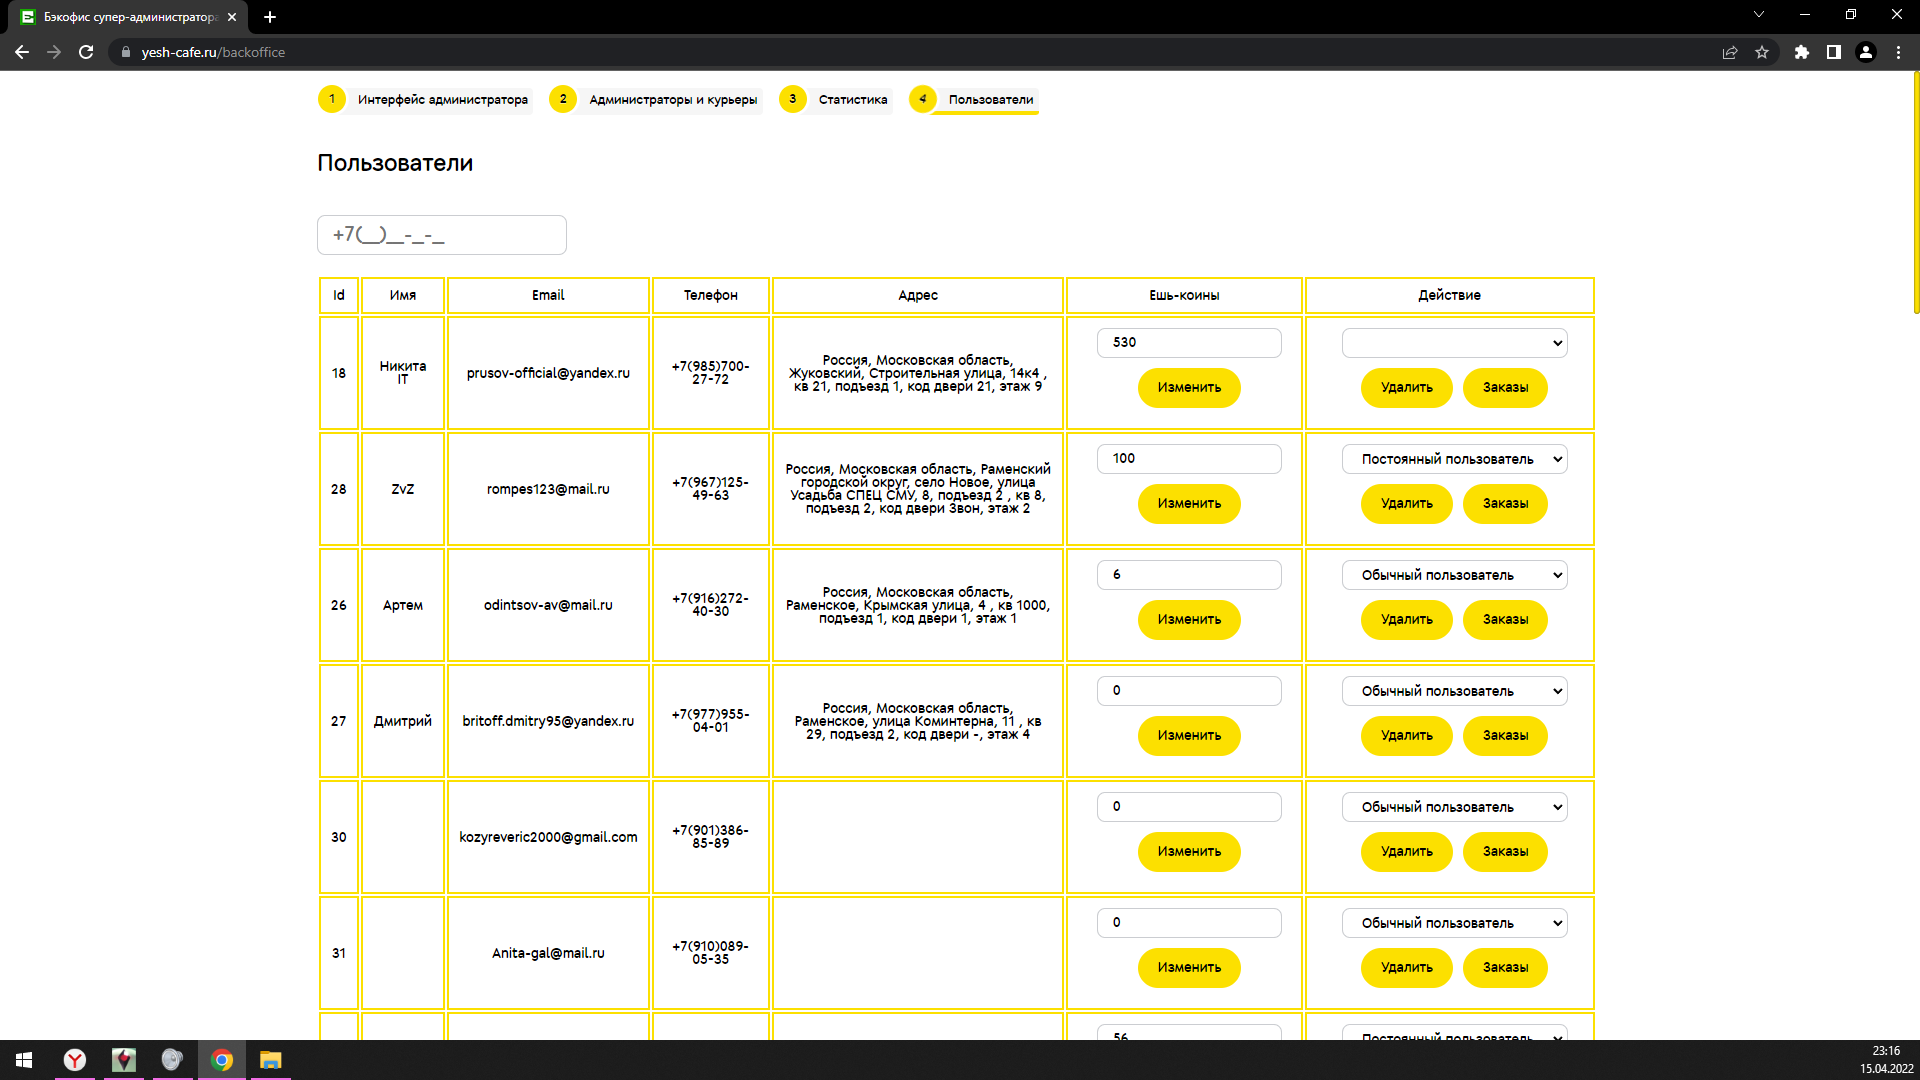 Бэкофис супер-администратора
yesh-cafe.ru/backoffice
1 Интерфейс администратора 2 Администраторы и курьеры 3 Статистика 4 Пользователи
Пользователи
+7(__)__-_-_
Id Имя Email Телефон Адрес Ешь-коины Действие
18
Никита
IT
prusov-official@yandex.ru
+7(985)700-
27-72
Россия, Московская область,
Жуковский, Строительная улица, 14к4 ,
кв 21, подъезд 1, код двери 21, этаж 9
530
Изменить
Удалить Заказы
28
ZvZ
rompes123@mail.ru
+7(967)125-
49-63
Россия, Московская область, Раменский
городской округ, село Новое, улица
Усадьба СПЕЦ СМУ, 8, подъезд 2 , кв 8,
подъезд 2, код двери Звон, этаж 2
100
Изменить
Постоянный пользователь
Удалить Заказы
26
Артем
odintsov-av@mail.ru
+7(916)272-
40-30
Россия, Московская область,
Раменское, Крымская улица, 4 , кв 1000,
подъезд 1, код двери 1, этаж 1
6
Изменить
Обычный пользователь
Удалить Заказы
27
Дмитрий
britoff.dmitry95@yandex.ru
+7(977)955-
04-01
Россия, Московская область,
Раменское, улица Коминтерна, 11 , кв
29, подъезд 2, код двери -, этаж 4
0
Изменить
Обычный пользователь
Удалить Заказы
30
kozyreveric2000@gmail.com
+7(901)386-
85-89
0
Изменить
Обычный пользователь
Удалить Заказы
31
Anita-gal@mail.ru
+7(910)089-
05-35
0
Изменить
Обычный пользователь
Удалить Заказы
56
Постоянный пользователь
23:16
15.04.2022